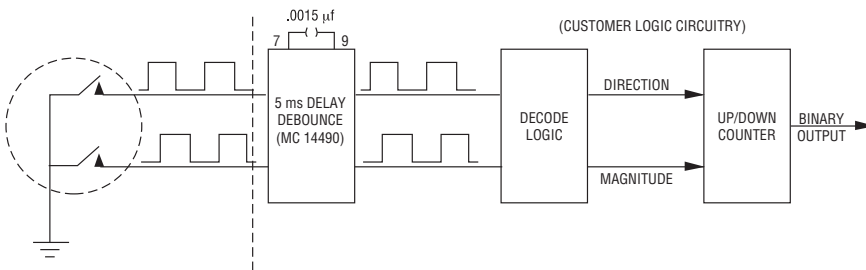 .0015 µf
7 9
(CUSTOMER LOGIC CIRCUITRY)
5 ms DELAY
DEBOUNCE
(MC 14490)
DECODE
LOGIC
DIRECTION
MAGNITUDE
UP/DOWN
COUNTER
BINARY
OUTPUT